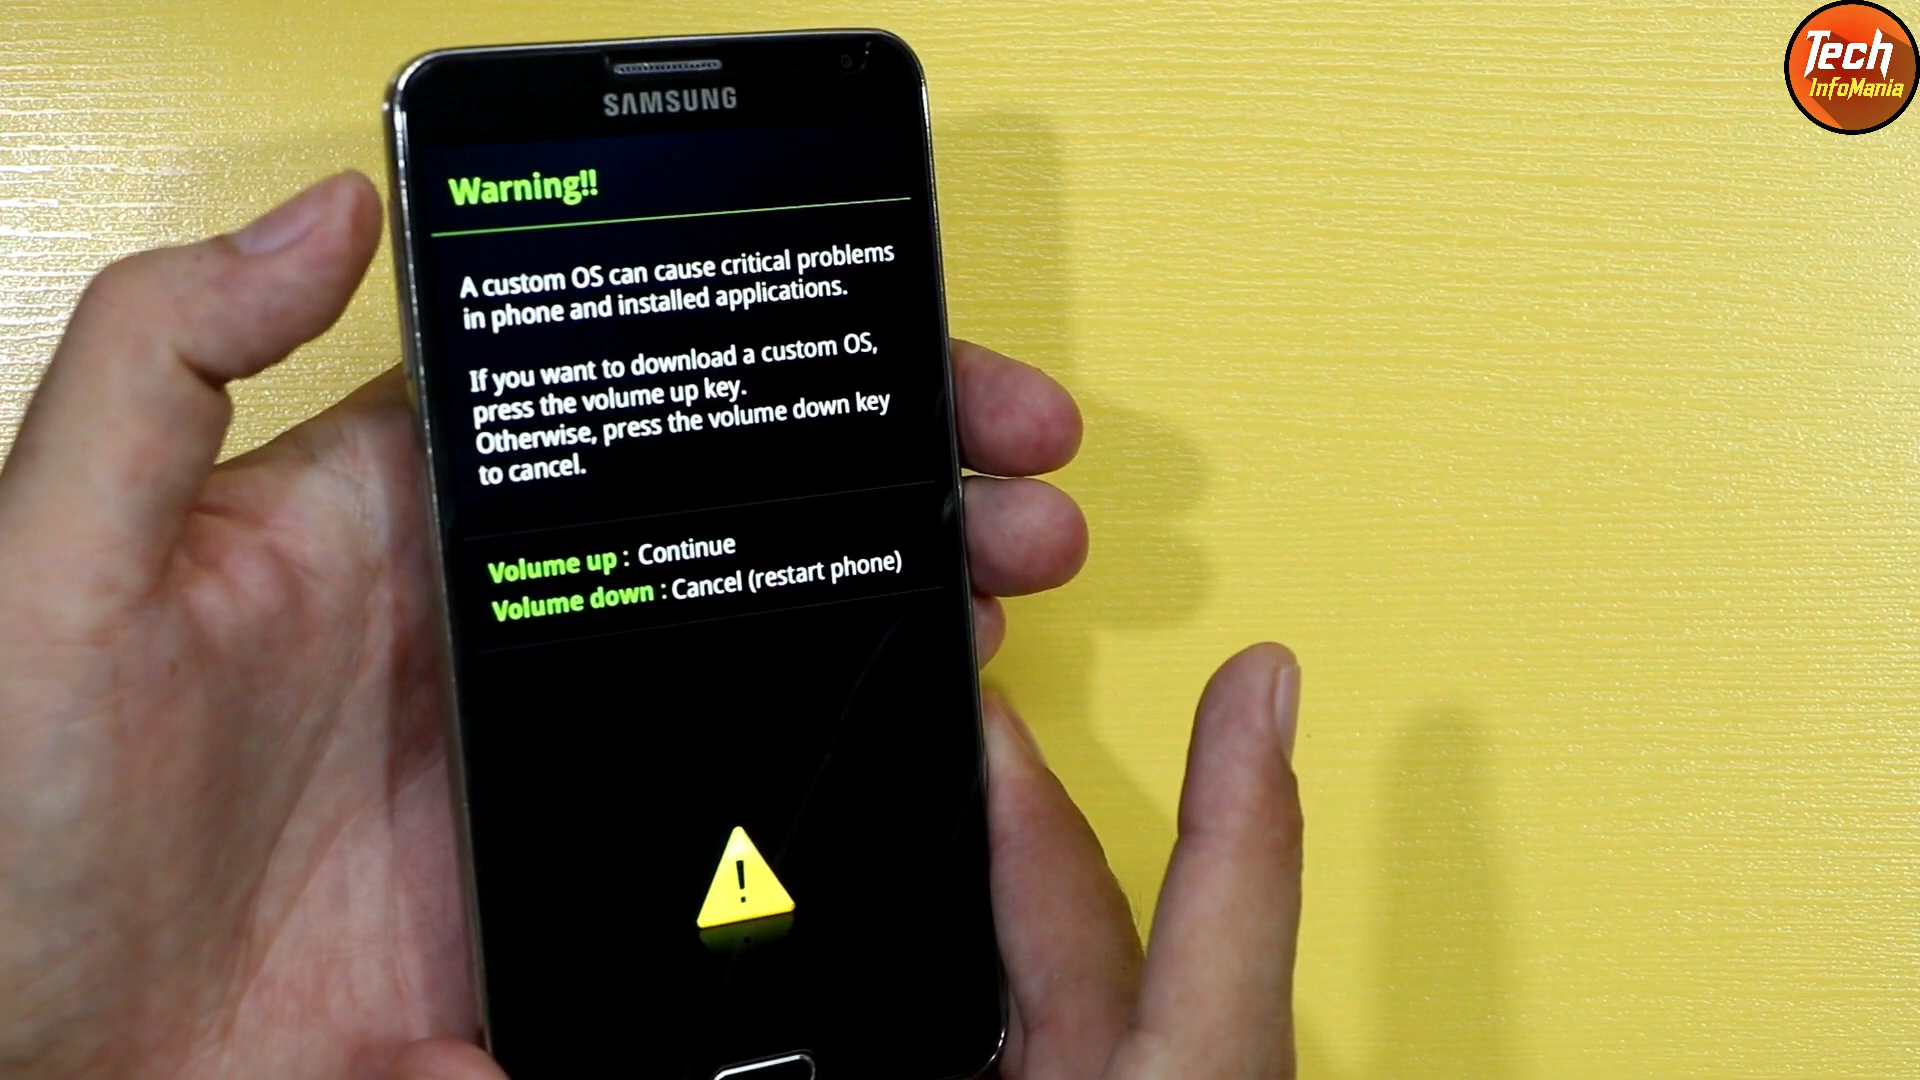 Tech
InfoMania
SAMSUNG
Warning!!
A custom OS can cause critical problems
in phone and installed applications.
If you want to download a custom OS,
press the volume up key.
Otherwise, press the volume down key
to cancel.
Volume up : Continue
Volume down : Cancel (restart phone)
!